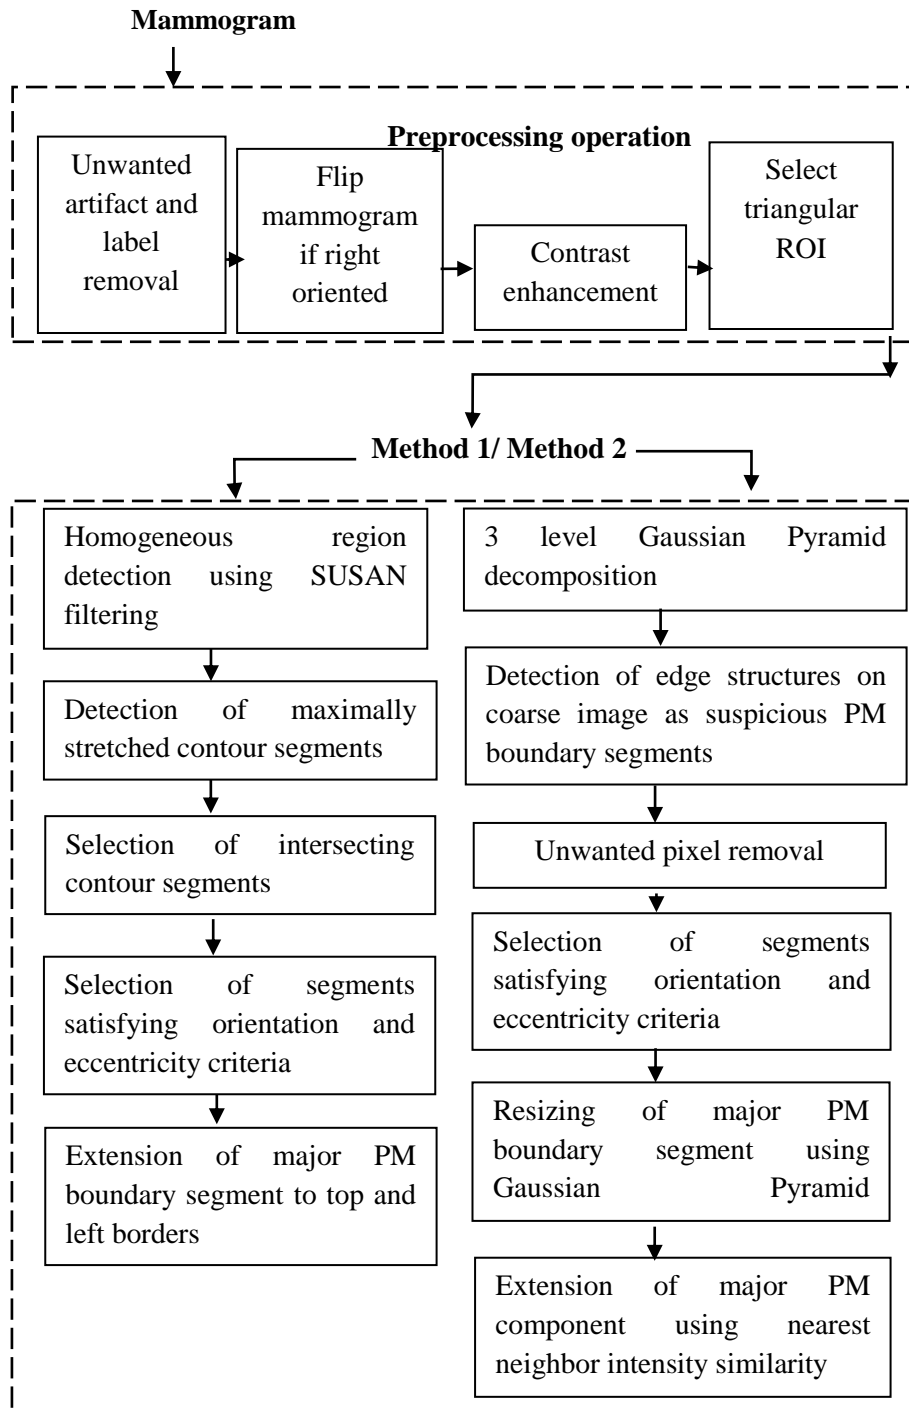 Mammogram
Preprocessing operation
Unwanted
artifact and
label
removal
Flip
mammogram
if right
oriented
Contrast
enhancement
Select
triangular
ROI
Method 1/ Method 2
Homogeneous region
detection using SUSAN
filtering
Detection of maximally
stretched contour segments
Selection of intersecting
contour segments
Selection of segments
satisfying orientation and
eccentricity criteria
Extension of major PM
boundary segment to top and
left borders
3 level Gaussian Pyramid
decomposition
Detection of edge structures on
coarse image as suspicious PM
boundary segments
Unwanted pixel removal
Selection of segments
satisfying orientation and
eccentricity criteria
Resizing of major PM
boundary segment using
Gaussian Pyramid
Extension of major PM
component using nearest
neighbor intensity similarity